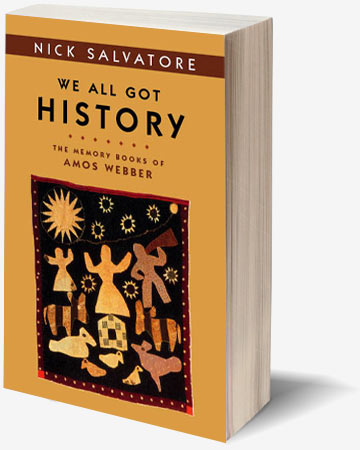 NICK SALVATORE
WE ALL GOT
HISTORY
THE MEMORY BOOKS OF
AMOS WEBBER